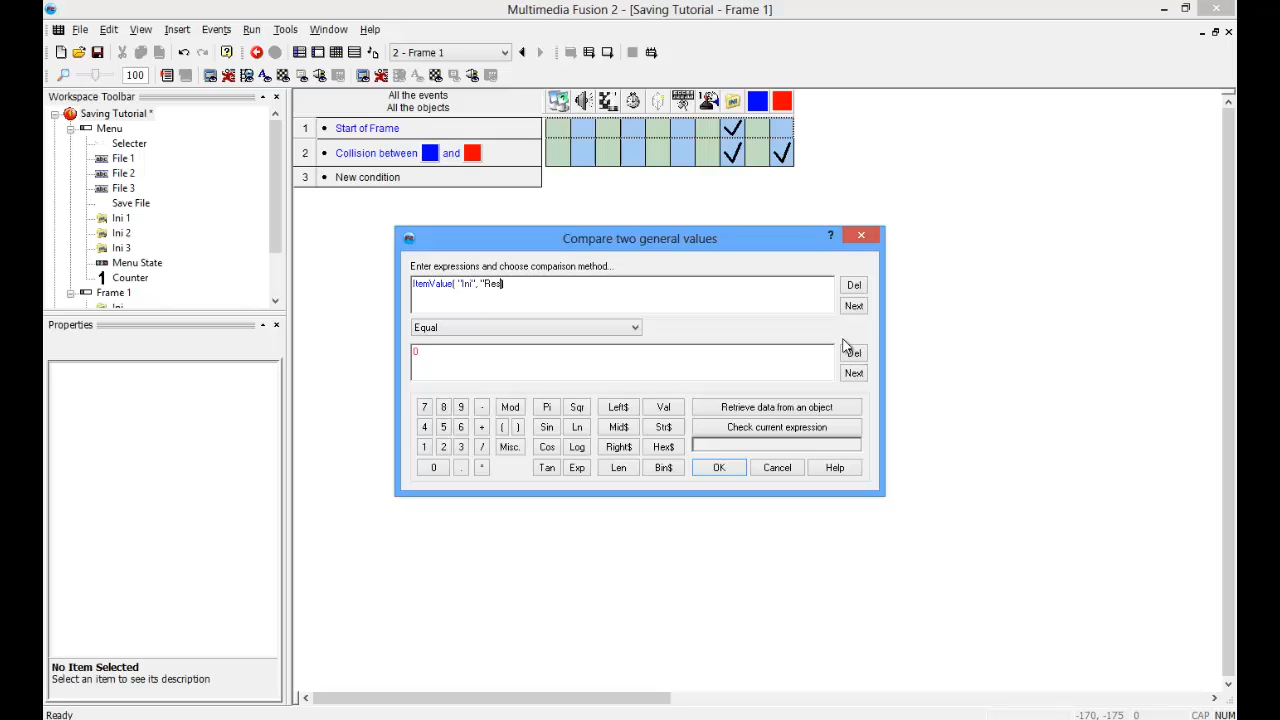 Multimedia Fusion 2 - [Saving Tutorial - Frame 1]
File Edit View Insert Events Run Tools Window Help
2 - Frame 1
100
Workspace Toolbar
Saving Tutorial *
Menu
Selecter
File 1
File 2
File 3
Save File
Ini 1
Ini 2
Ini 3
Menu State
1 Counter
Frame 1
Ini
Properties
No Item Selected
Select an item to see its description
All the events
All the objects
1 • Start of Frame
2 • Collision between and
3 • New condition
Compare two general values
?
Enter expressions and choose comparison method...
ItemValue( "Ini", "Res) Del
Next
Equal
0 Del
Next
7 8 9 - Mod Pi Sqr Left$ Val Retrieve data from an object
4 5 6 + ( ) Sin Ln Mid$ Str$ Check current expression
1 2 3 / Misc. Cos Log Right$ Hex$
0 . * Tan Exp Len Bin$ OK Cancel Help
Ready -170, -175 0 CAP NUM